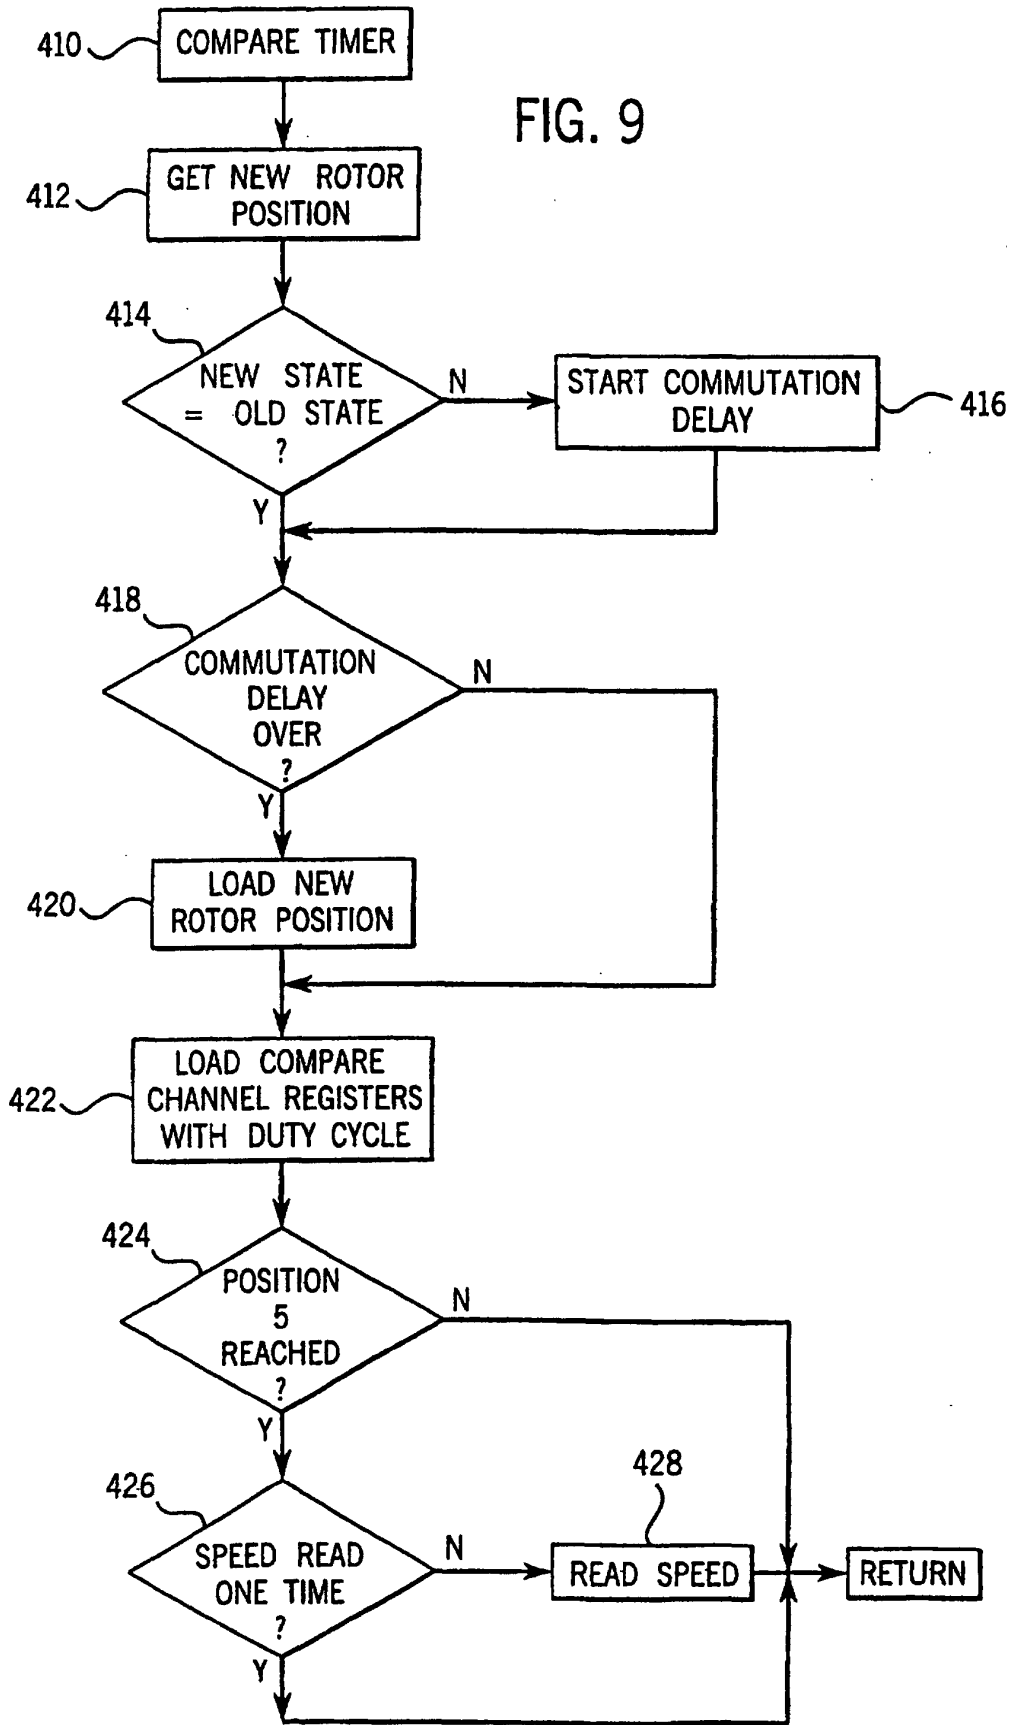 410
COMPARE TIMER
FIG. 9
412
GET NEW ROTOR
POSITION
414
NEW STATE
= OLD STATE
?
N
Y
START COMMUTATION
DELAY
416
418
COMMUTATION
DELAY
OVER
?
N
Y
420
LOAD NEW
ROTOR POSITION
422
LOAD COMPARE
CHANNEL REGISTERS
WITH DUTY CYCLE
424
POSITION
5
REACHED
?
N
Y
426
SPEED READ
ONE TIME
?
N
Y
428
READ SPEED
RETURN